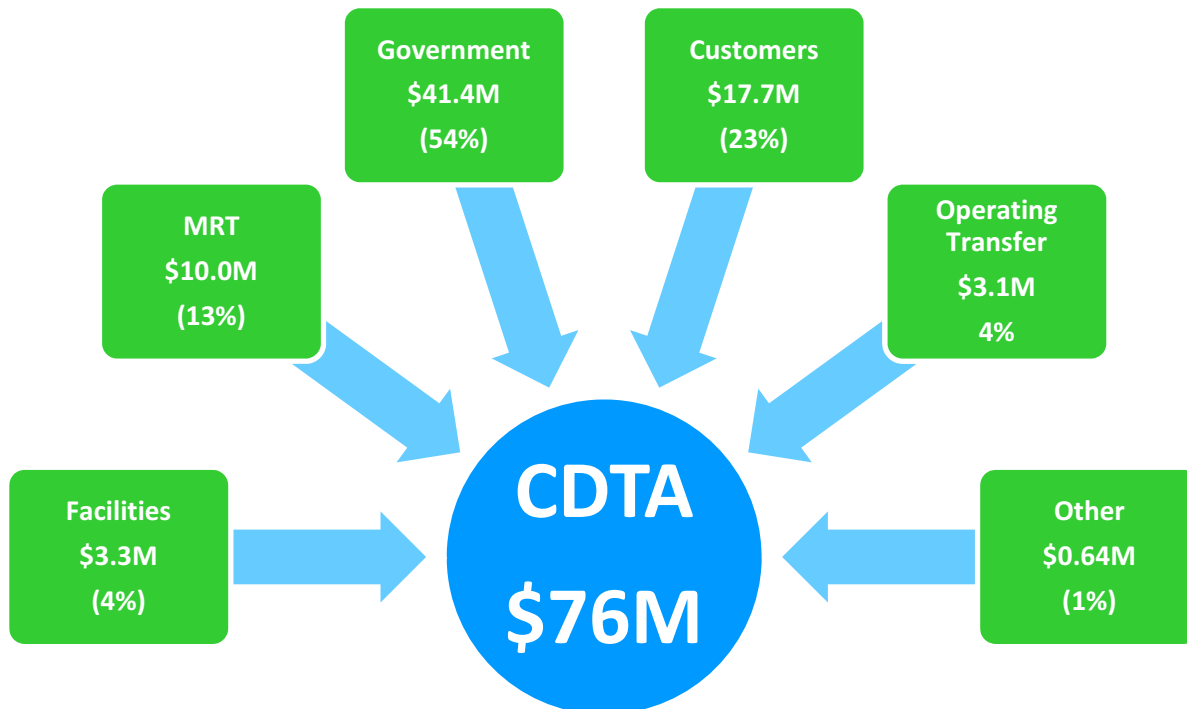 Government
$41.4M
(54%)
Customers
$17.7M
(23%)
MRT
$10.0M
(13%)
Operating
Transfer
$3.1M
4%
Facilities
$3.3M
(4%)
CDTA
$76M
Other
$0.64M
(1%)